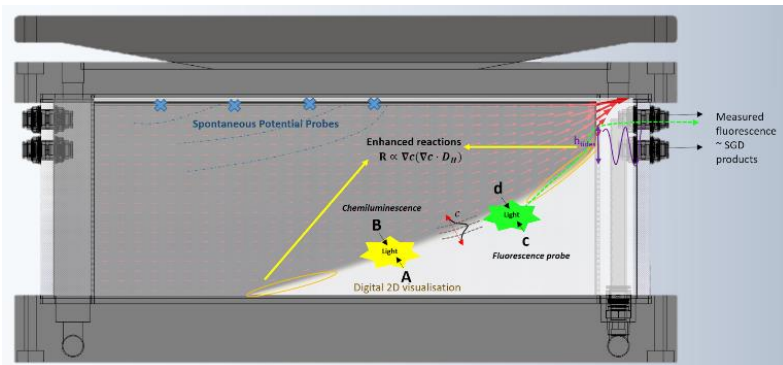 Spontaneous Potential Probes
Enhanced reactions
R ∝ ∇c(∇c · D_H)
Measured
fluorescence
~ SGD
products
h_tides
Chemiluminescence
B
Light
A
Digital 2D visualisation
c
d
Light
c
Fluorescence probe